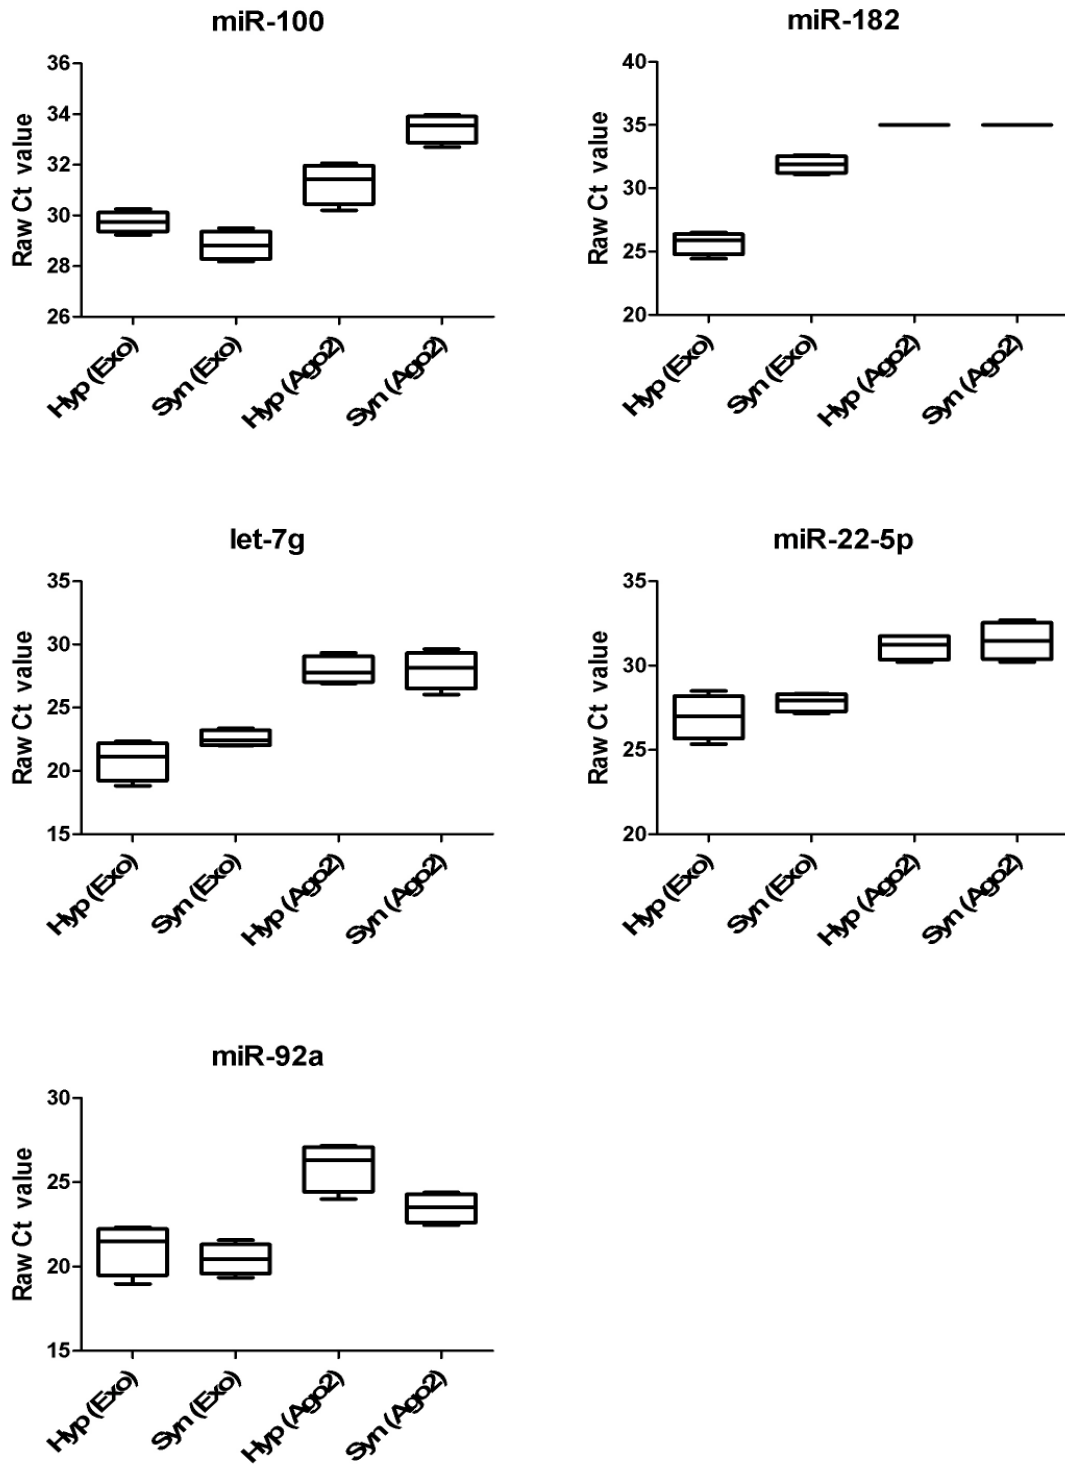 miR-100
36
34
32
30
28
26
Raw Ct value
Hyp (Exo)
Syn (Exo)
Hyp (Ago2)
Syn (Ago2)
miR-182
40
35
30
25
20
Raw Ct value
Hyp (Exo)
Syn (Exo)
Hyp (Ago2)
Syn (Ago2)
let-7g
35
30
25
20
15
Raw Ct value
Hyp (Exo)
Syn (Exo)
Hyp (Ago2)
Syn (Ago2)
miR-22-5p
35
30
25
20
Raw Ct value
Hyp (Exo)
Syn (Exo)
Hyp (Ago2)
Syn (Ago2)
miR-92a
30
25
20
15
Raw Ct value
Hyp (Exo)
Syn (Exo)
Hyp (Ago2)
Syn (Ago2)